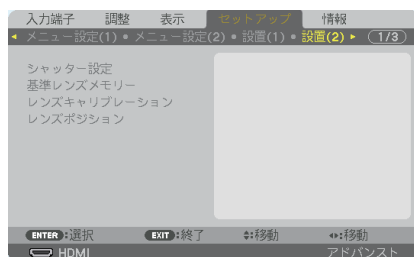 入力端子 調整 表示 セットアップ 情報
◂ メニュー設定(1) ● メニュー設定(2) ● 設置(1) ● 設置(2) ▸ 1/3
シャッター設定
基準レンズメモリー
レンズキャリブレーション
レンズポジション
ENTER:選択 EXIT:終了 ♦:移動 ◂▸:移動
HDMI アドバンスト